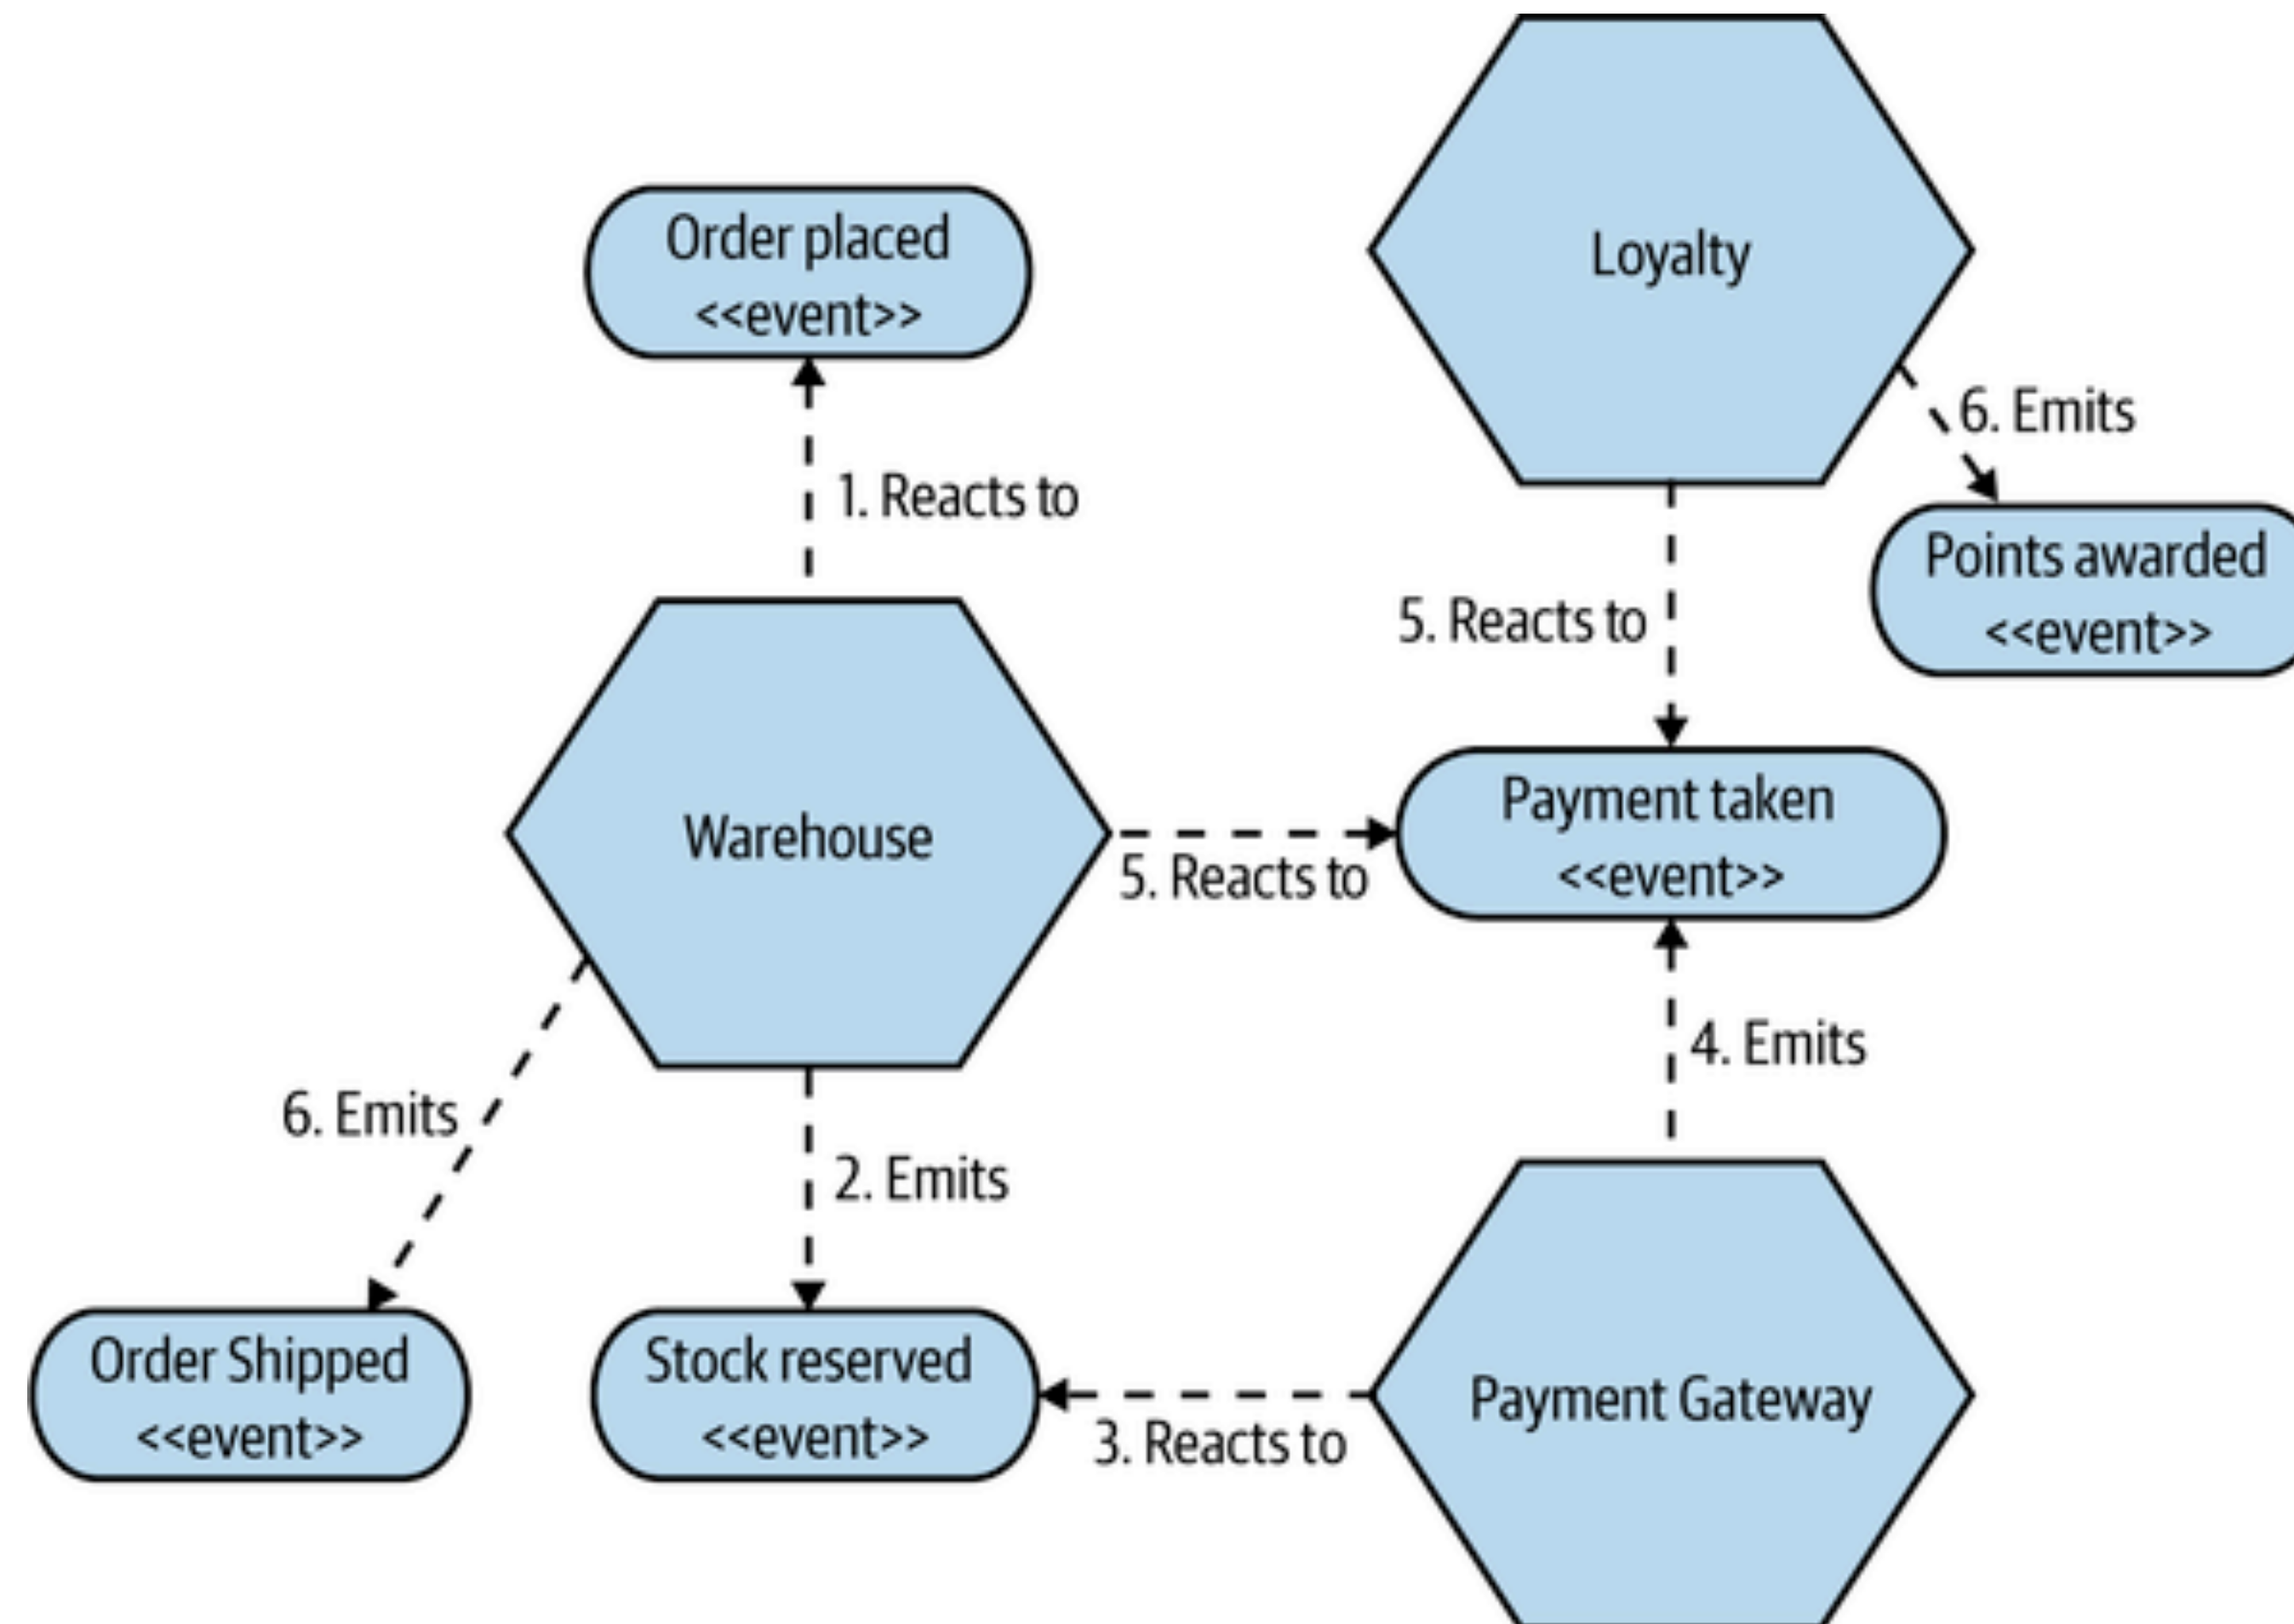 Order placed
<<event>>
Loyalty
6. Emits
1. Reacts to
Points awarded
<<event>>
5. Reacts to
Warehouse
Payment taken
<<event>>
5. Reacts to
4. Emits
6. Emits
2. Emits
Order Shipped
<<event>>
Stock reserved
<<event>>
3. Reacts to
Payment Gateway